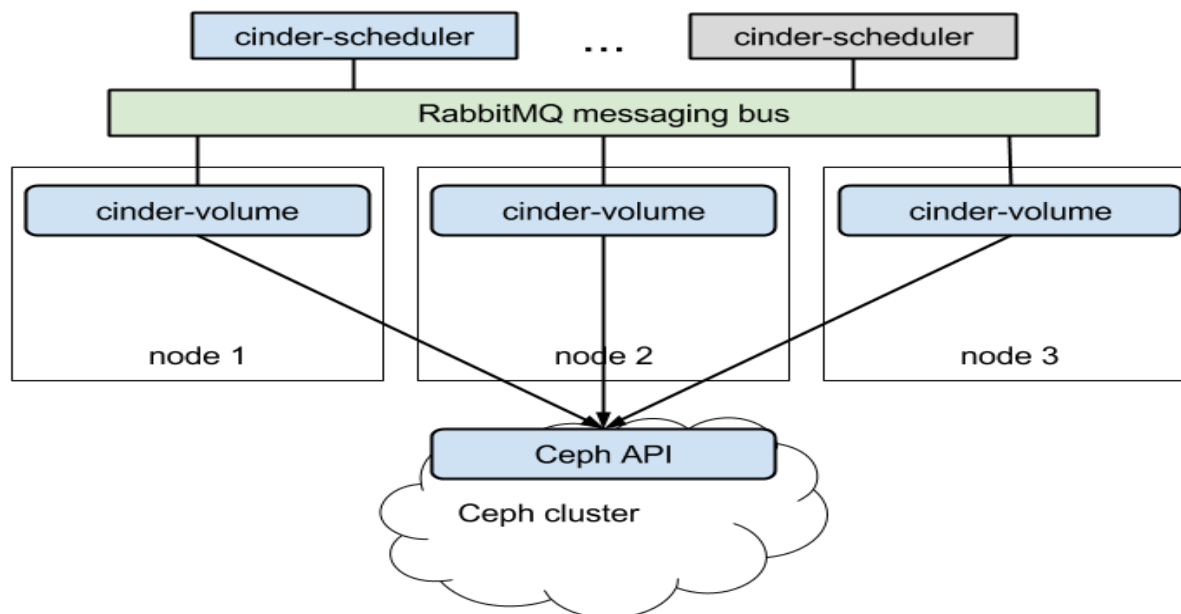 cinder-scheduler ... cinder-scheduler
RabbitMQ messaging bus
cinder-volume cinder-volume cinder-volume
node 1 node 2 node 3
Ceph API
Ceph cluster